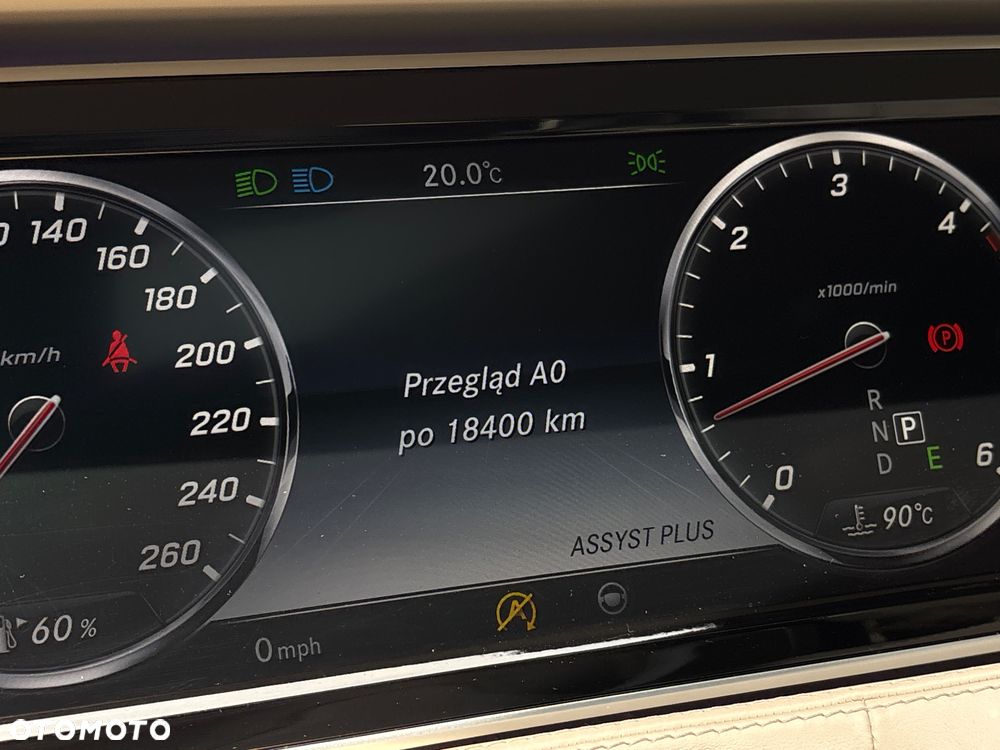 20.0°C
140
160
180
200
220
240
260
km/h
60 %
0 mph
Przegląd A0
po 18400 km
ASSYST PLUS
A
0
1
2
3
4
6
x1000/min
P
R
N P
D E
90°C
OTOMOTO